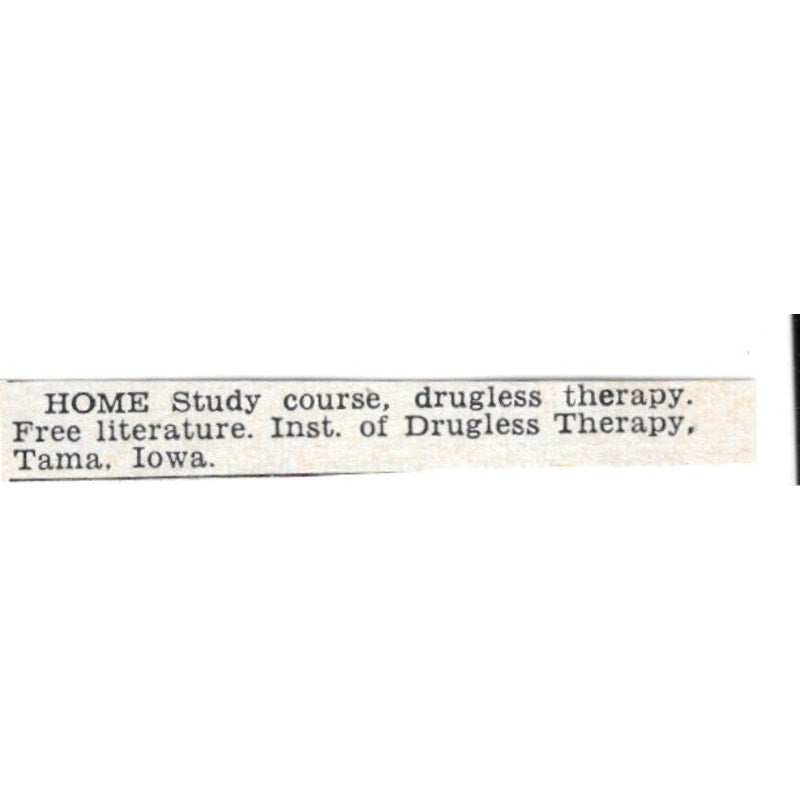 HOME Study course, drugless therapy.
Free literature. Inst. of Drugless Therapy,
Tama, Iowa.